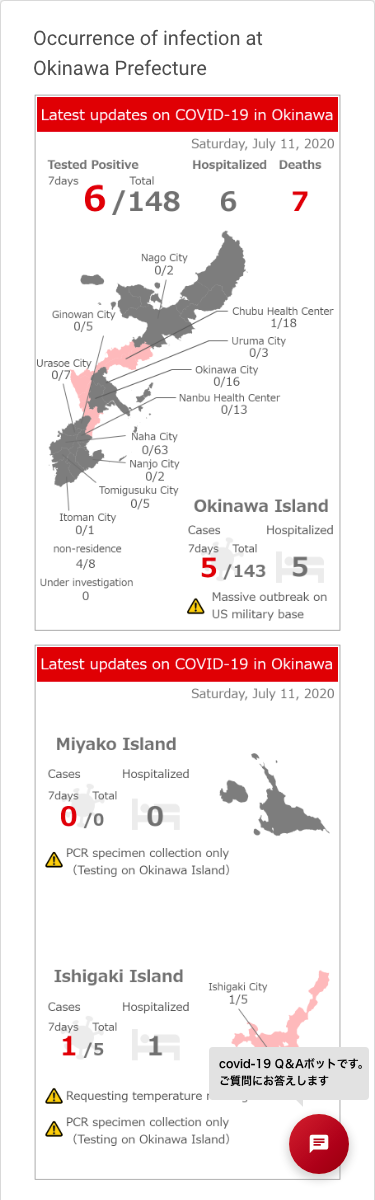 Occurrence of infection at
Okinawa Prefecture
Latest updates on COVID-19 in Okinawa
Saturday, July 11, 2020
Tested Positive Hospitalized Deaths
7days Total
6 /148 6 7
Nago City
0/2
Ginowan City
0/5
Chubu Health Center
1/18
Uruma City
0/3
Urasoe City
0/7
Okinawa City
0/16
Nanbu Health Center
0/13
Naha City
0/63
Nanjo City
0/2
Tomigusuku City
0/5
Itoman City
0/1
non-residence
4/8
Under investigation
0
Okinawa Island
Cases Hospitalized
7days Total
5 /143 5
Massive outbreak on
US military base
Latest updates on COVID-19 in Okinawa
Saturday, July 11, 2020
Miyako Island
Cases Hospitalized
7days Total
0 /0 0
PCR specimen collection only
（Testing on Okinawa Island）
Ishigaki Island
Ishigaki City
1/5
Cases Hospitalized
7days Total
1 /5 1
covid-19 Q&Aボットです。
ご質問にお答えします
Requesting temperature
PCR specimen collection only
（Testing on Okinawa Island）